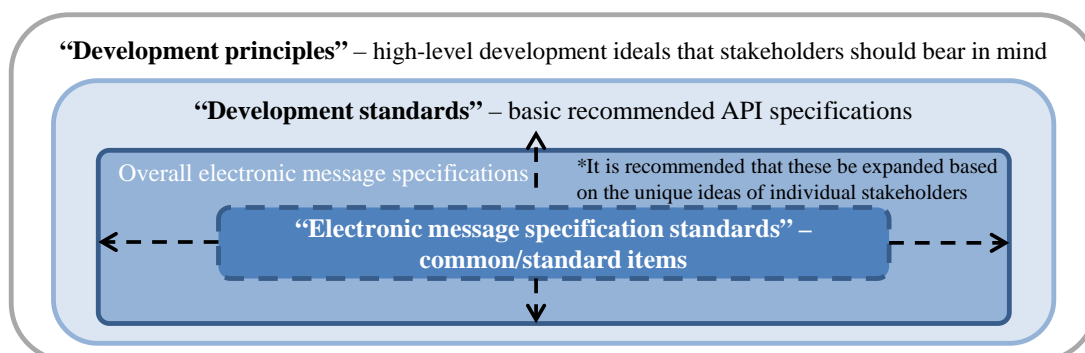 “Development principles” – high-level development ideals that stakeholders should bear in mind
“Development standards” – basic recommended API specifications
Overall electronic message specifications
*It is recommended that these be expanded based
on the unique ideas of individual stakeholders
“Electronic message specification standards” –
common/standard items